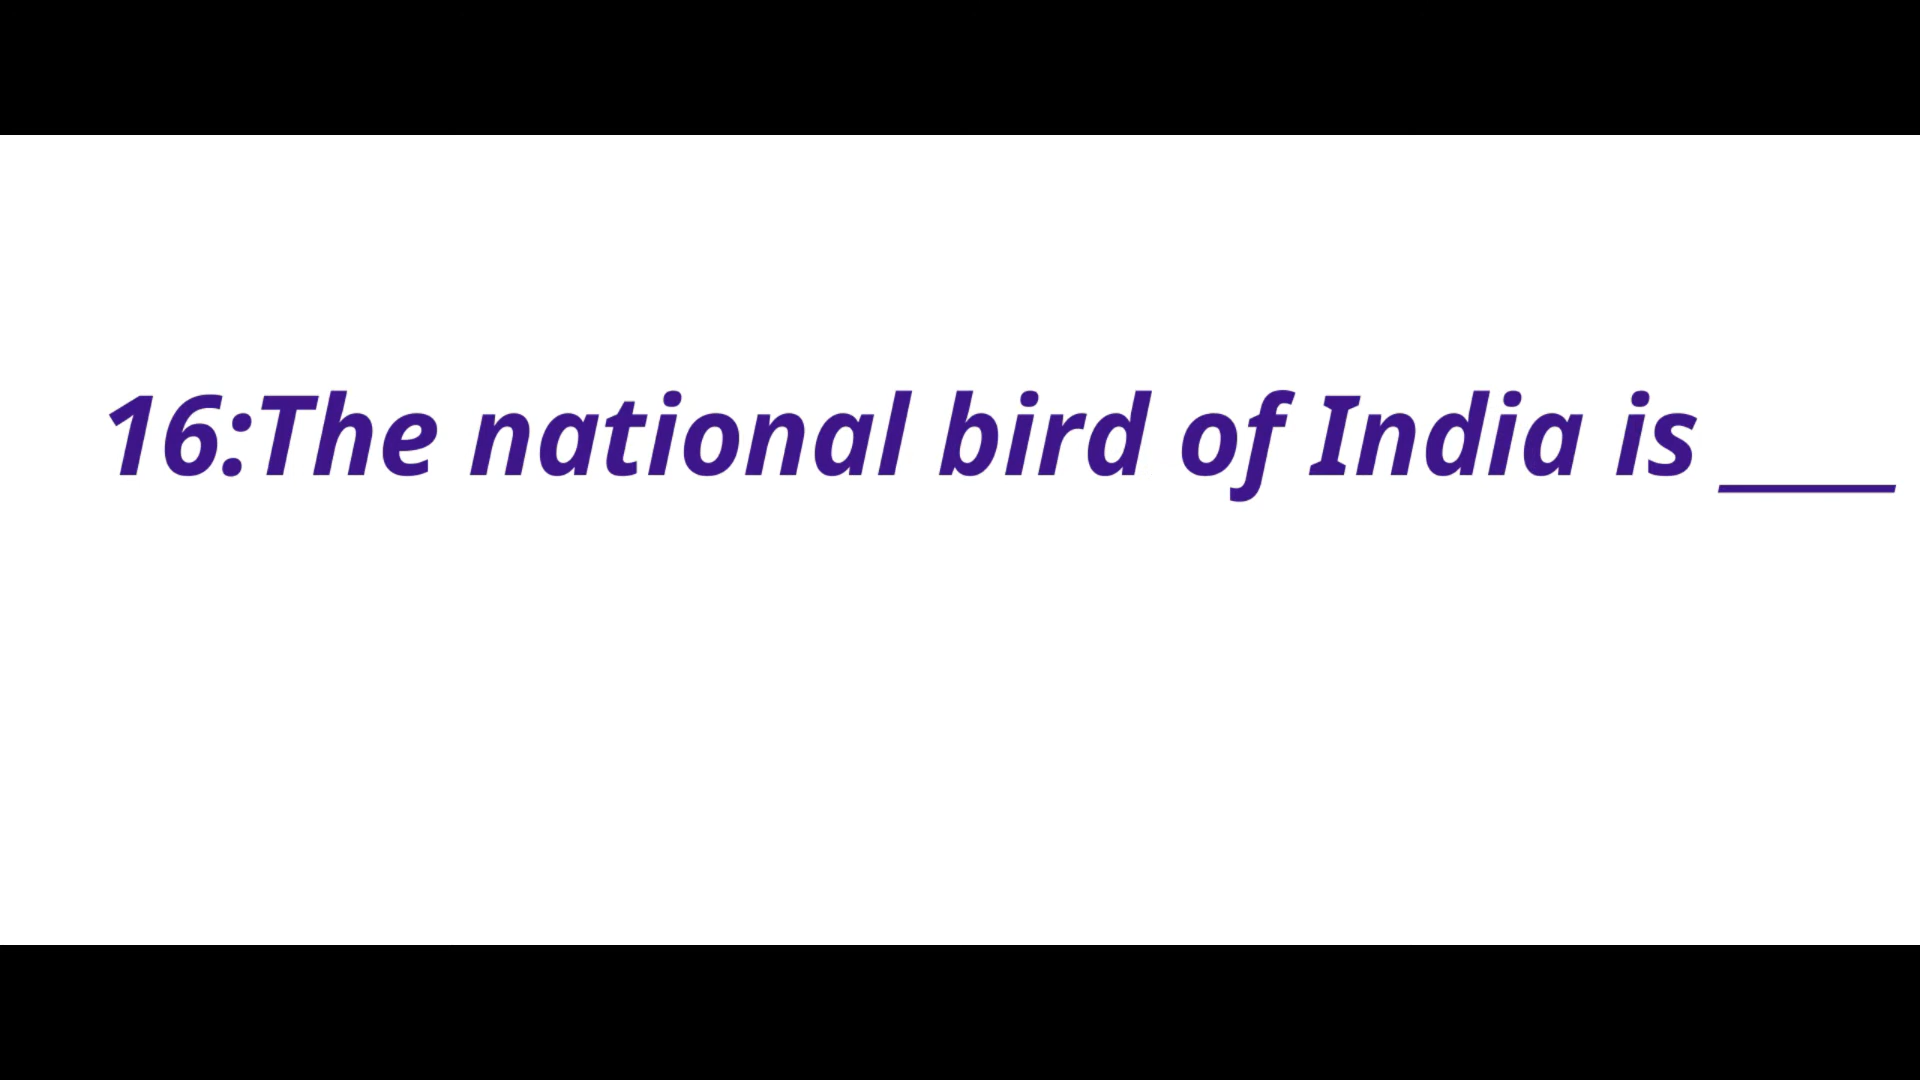 16:The national bird of India is ____